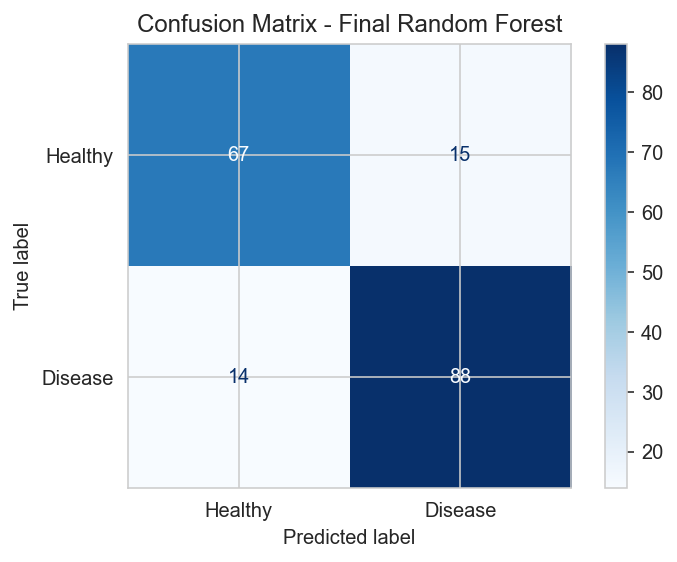 Confusion Matrix - Final Random Forest
Healthy
Disease
True label
67
15
14
88
Healthy
Disease
Predicted label
80
70
60
50
40
30
20